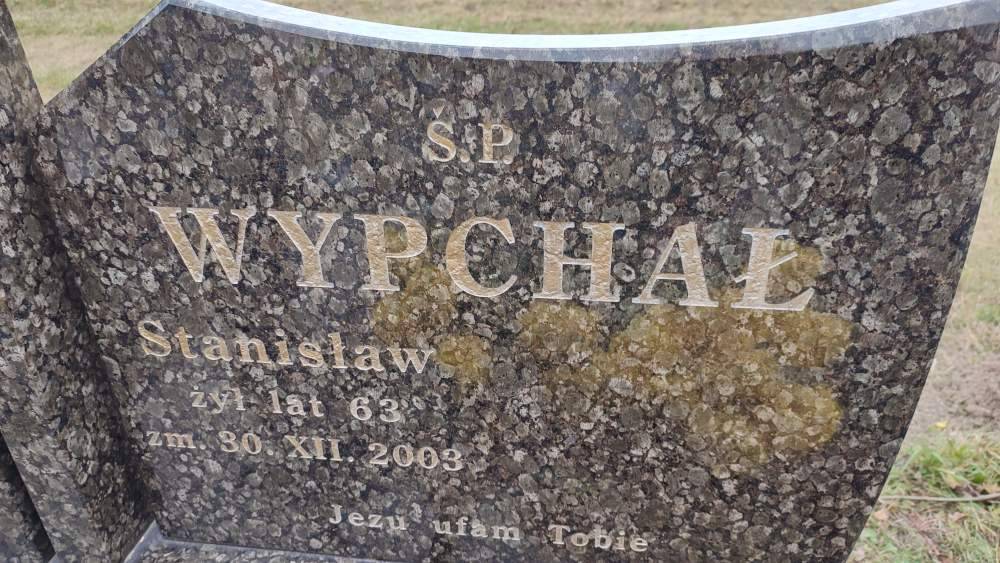 Ś.P.
WYPCHAŁ
Stanisław
żył lat 63
zm. 30. XII. 2003
Jezu ufam Tobie